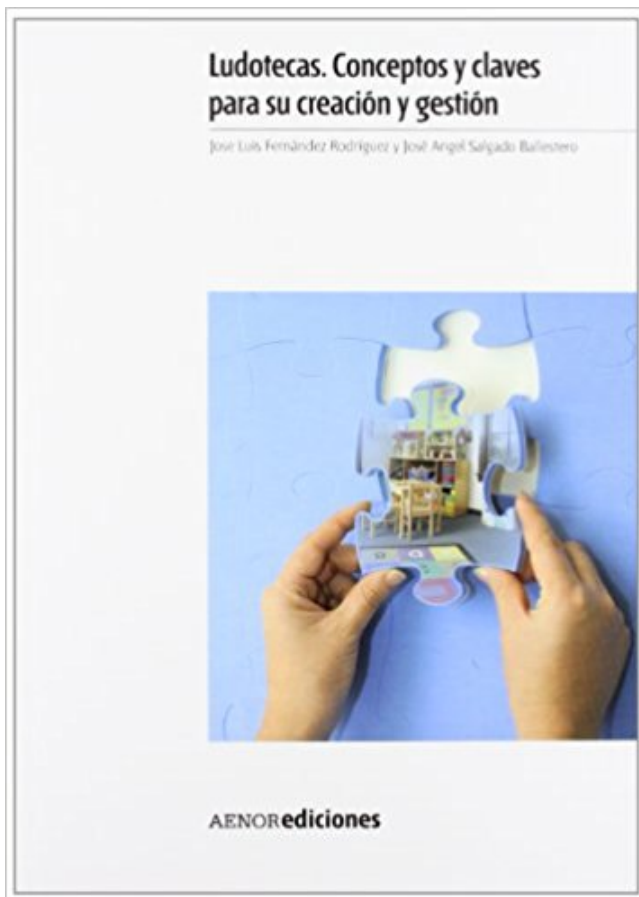 Ludotecas. Conceptos y claves
para su creación y gestión
Jose Luis Fernández Rodríguez y José Angel Salgado Ballestero
AENORediciones